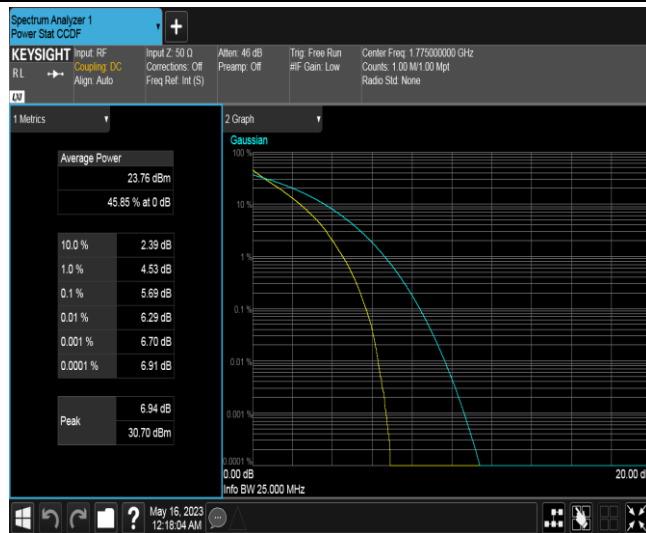 Spectrum Analyzer 1
Power Stat CCDF
KEYSIGHT
RL
Input: RF
Coupling: DC
Align: Auto
Input Z: 50 Ω
Corrections: Off
Freq Ref: Int (S)
Atten: 46 dB
Preamp: Off
Trig: Free Run
#IF Gain: Low
Center Freq: 1.775000000 GHz
Counts: 1.00 M/1.00 Mpt
Radio Std: None
1 Metrics
Average Power
23.76 dBm
45.85 % at 0 dB
10.0 % 2.39 dB
1.0 % 4.53 dB
0.1 % 5.69 dB
0.01 % 6.29 dB
0.001 % 6.70 dB
0.0001 % 6.91 dB
Peak
6.94 dB
30.70 dBm
2 Graph
Gaussian
100 %
10 %
1 %
0.1 %
0.01 %
0.001 %
0.0001 %
0.00 dB
20.00 d
Info BW 25.000 MHz
May 16, 2023
12:18:04 AM